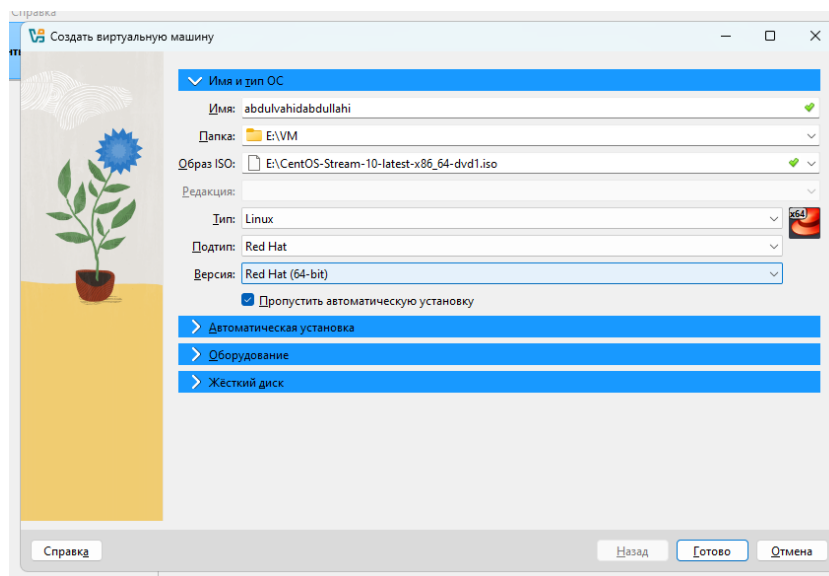 Справка
Создать виртуальную машину
Имя и тип ОС
Имя: abdulvahidabdullahi
Папка: E:\VM
Образ ISO: E:\CentOS-Stream-10-latest-x86_64-dvd1.iso
Редакция:
Тип: Linux
x64
Подтип: Red Hat
Версия: Red Hat (64-bit)
Пропустить автоматическую установку
Автоматическая установка
Оборудование
Жёсткий диск
Справка
Назад Готово Отмена